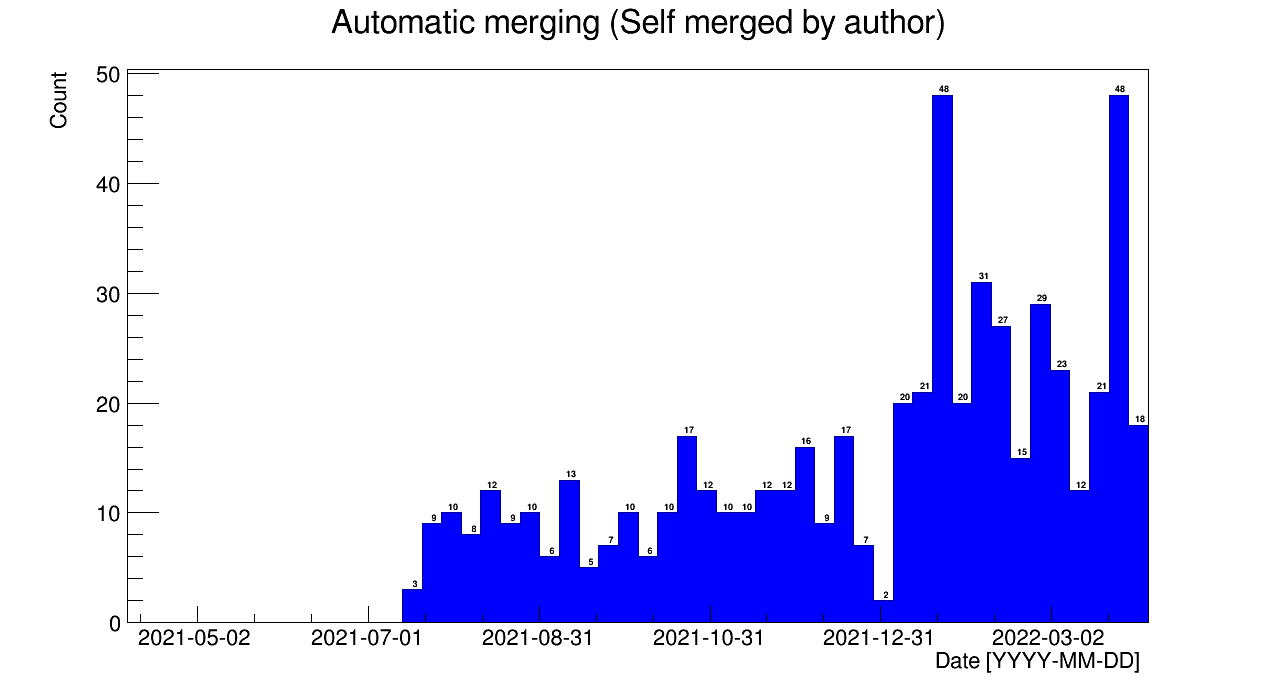 Automatic merging (Self merged by author)
Count
50
40
30
20
10
0
3 9 10 8 12 9 10 6 13 5 7 10 6 10 17 12 10 10 12 12 16 9 17 7 2 20 21 48 20 31 27 15 29 23 12 21 48 18
2021-05-02 2021-07-01 2021-08-31 2021-10-31 2021-12-31 2022-03-02
Date [YYYY-MM-DD]